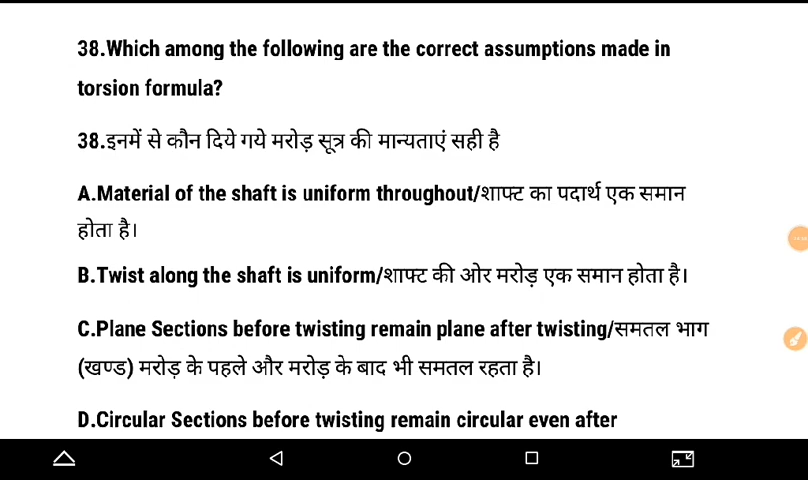 38.Which among the following are the correct assumptions made in
torsion formula?
38.इनमें से कौन दिये गये मरोड़ सूत्र की मान्यताएं सही है
A.Material of the shaft is uniform throughout/शाफ्ट का पदार्थ एक समान
होता है।
B.Twist along the shaft is uniform/शाफ्ट की ओर मरोड़ एक समान होता है।
C.Plane Sections before twisting remain plane after twisting/समतल भाग
(खण्ड) मरोड़ के पहले और मरोड़ के बाद भी समतल रहता है।
D.Circular Sections before twisting remain circular even after